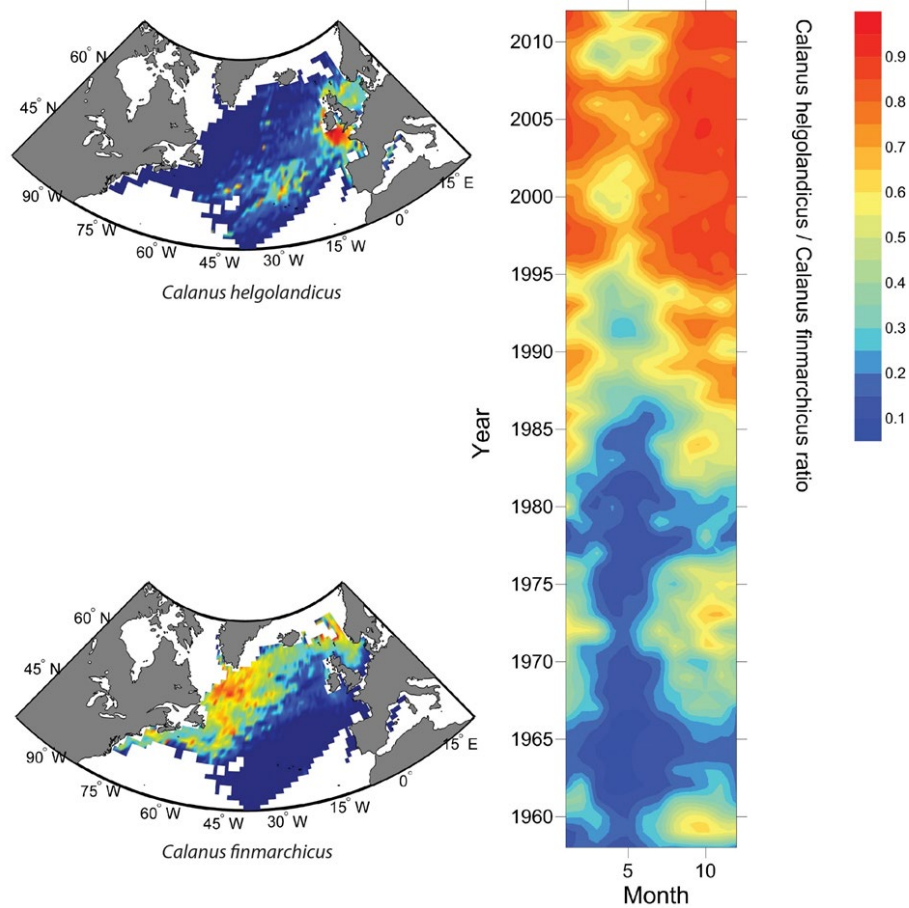 60° N
45° N
90° W
75° W
60° W
45° W
30° W
15° W
0°
15° E
Calanus helgolandicus
60° N
45° N
90° W
75° W
60° W
45° W
30° W
15° W
0°
15° E
Calanus finmarchicus
Year
2010
2005
2000
1995
1990
1985
1980
1975
1970
1965
1960
5
10
Month
Calanus helgolandicus / Calanus finmarchicus ratio
0.9
0.8
0.7
0.6
0.5
0.4
0.3
0.2
0.1